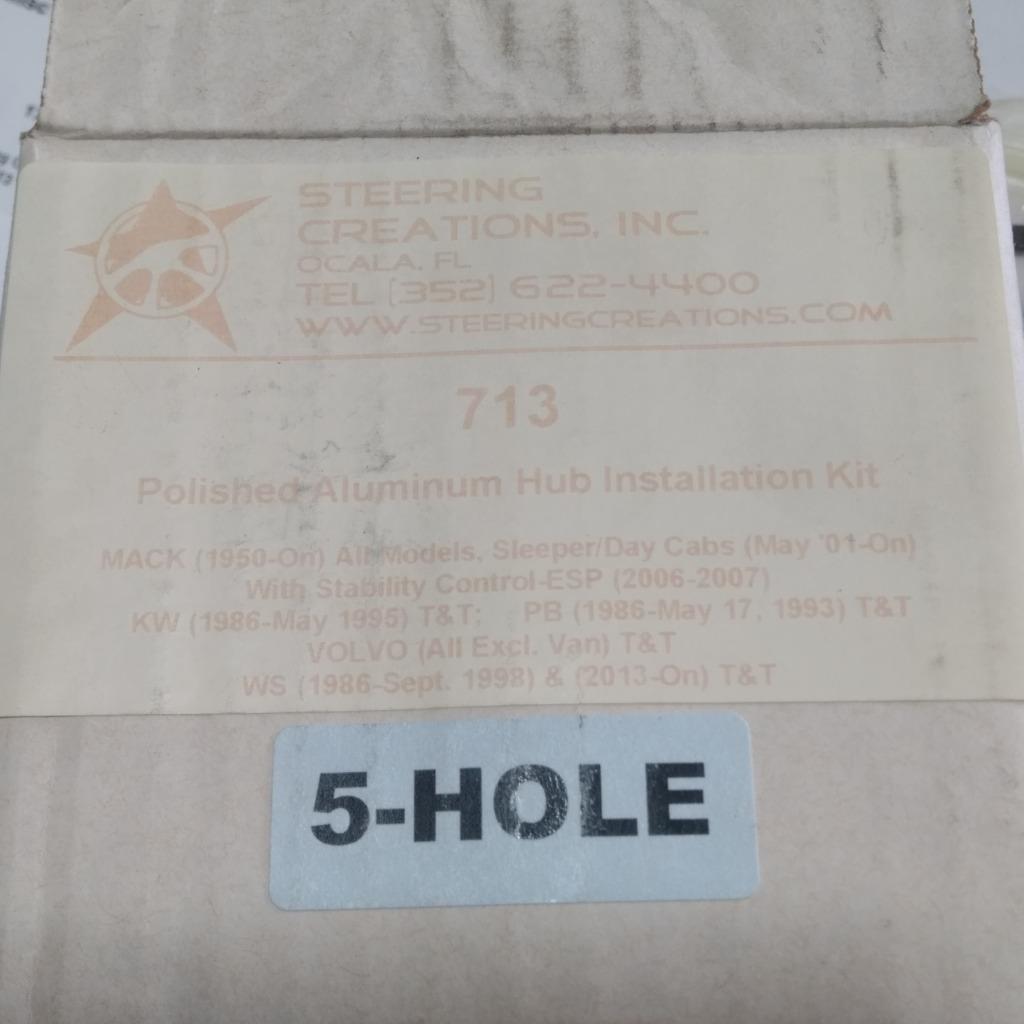 STEERING
CREATIONS, INC.
OCALA, FL
TEL (352) 622-4400
WWW.STEERINGCREATIONS.COM
713
Polished Aluminum Hub Installation Kit
MACK (1950-On) All Models, Sleeper/Day Cabs (May '01-On)
With Stability Control-ESP (2006-2007)
KW (1986-May 1995) T&T; PB (1986-May 17, 1993) T&T
VOLVO (All Excl. Van) T&T
WS (1986-Sept. 1998) & (2013-On) T&T
5-HOLE